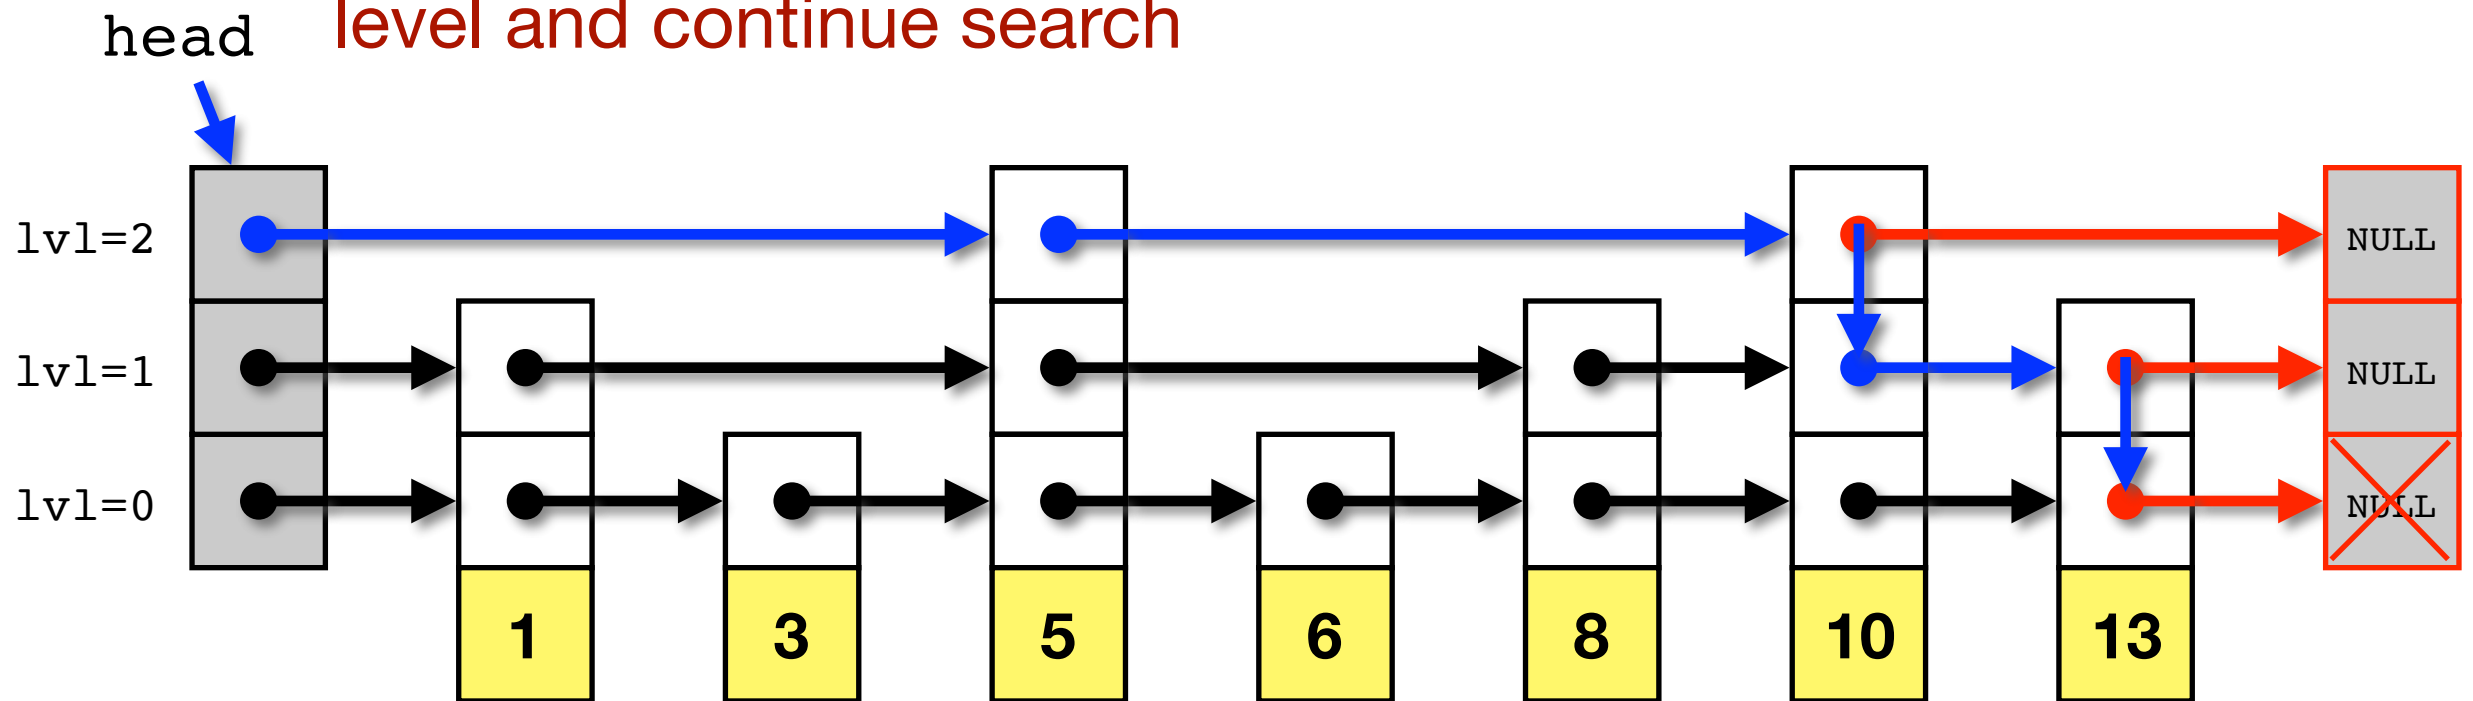 level and continue search
head
lvl=2 NULL
lvl=1 NULL
lvl=0 NULL
1 3 5 6 8 10 13